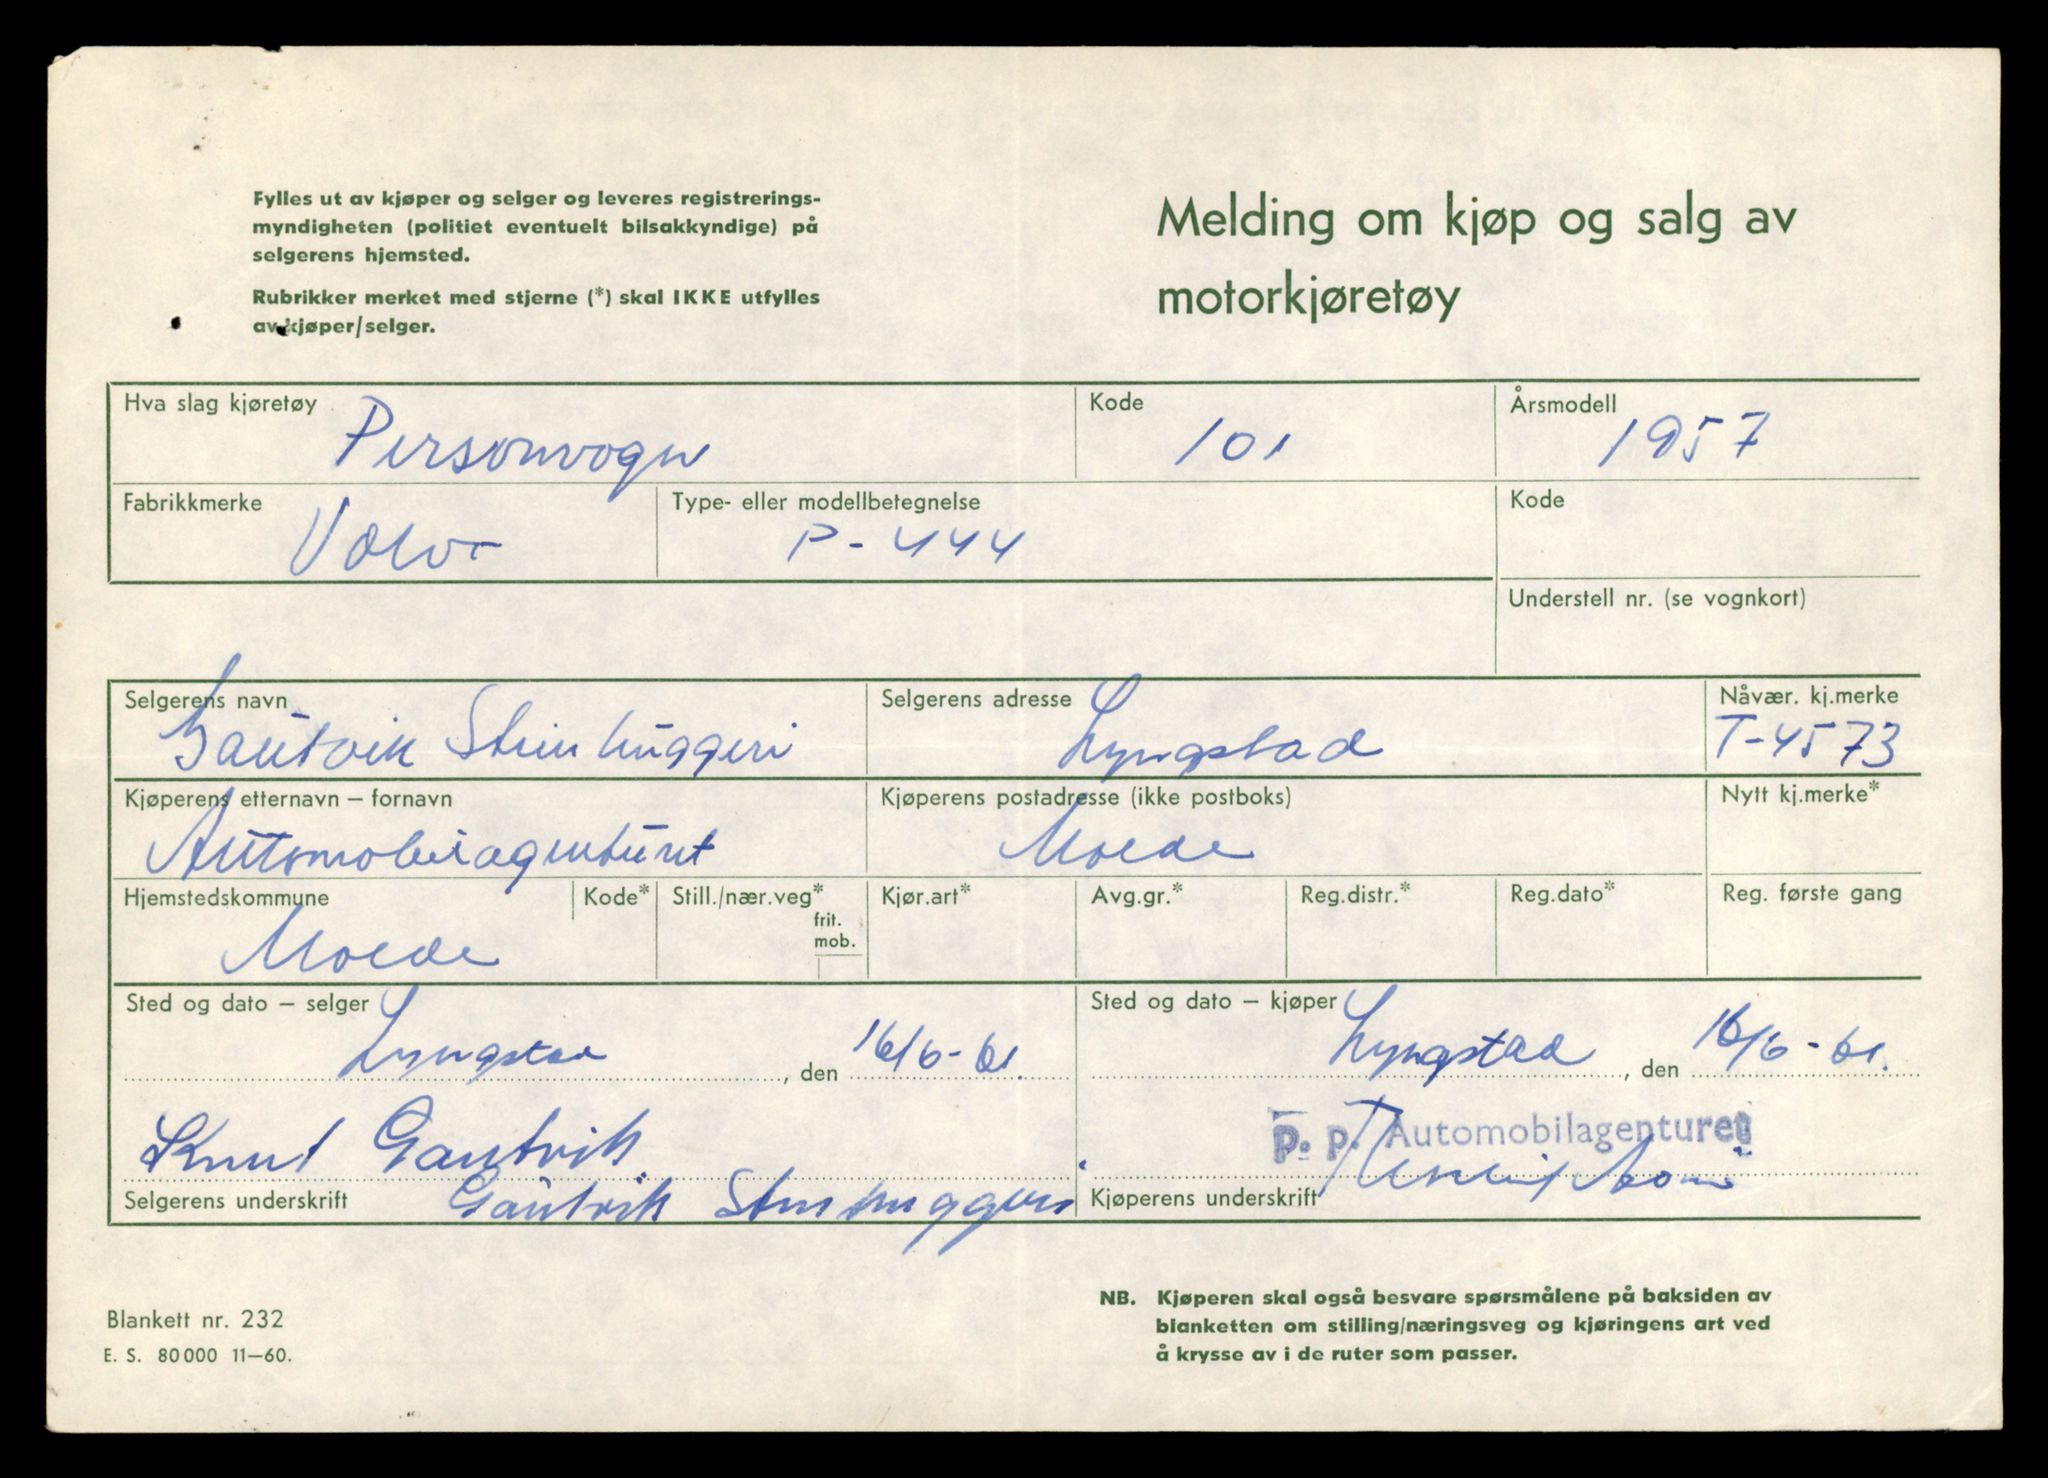 Fylles ut av kjøper og selger og leveres registrerings-
myndigheten (politiet eventuelt bilsakkyndige) på
selgerens hjemsted.
Rubrikker merket med stjerne (*) skal IKKE utfylles
av kjøper/selger.
Melding om kjøp og salg av
motorkjøretøy
Hva slag kjøretøy Personvogn Kode 101 Årsmodell 1957
Fabrikkmerke Volvo Type- eller modellbetegnelse P-444 Kode
Understell nr. (se vognkort)
Selgerens navn Gautvik Steinhuggeri Selgerens adresse Lyngstad Nåvær. kj.merke T-4573
Kjøperens etternavn – fornavn Automobilagenturet Kjøperens postadresse (ikke postboks) Molde Nytt kj.merke*
Hjemstedskommune Molde Kode* Still./nær.veg* frit. mob. Kjør.art* Avg.gr.* Reg.distr.* Reg.dato* Reg. første gang
Sted og dato – selger Lyngstad, den 16/6-61.
Sted og dato – kjøper Lyngstad, den 16/6-61.
Knut Gautvik
Selgerens underskrift Gautvik Steinhuggeri
p. p. Automobilagenturet
Kjøperens underskrift
Blankett nr. 232
E. S. 80 000 11–60.
NB. Kjøperen skal også besvare spørsmålene på baksiden av
blanketten om stilling/næringsveg og kjøringens art ved
å krysse av i de ruter som passer.